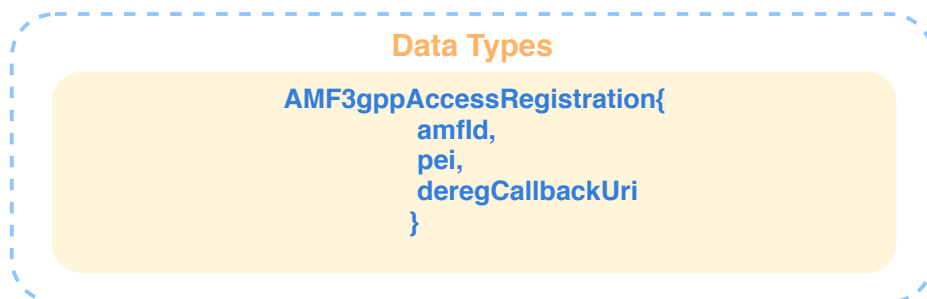 Data Types
AMF3gppAccessRegistration{
amfId,
pei,
deregCallbackUri
}